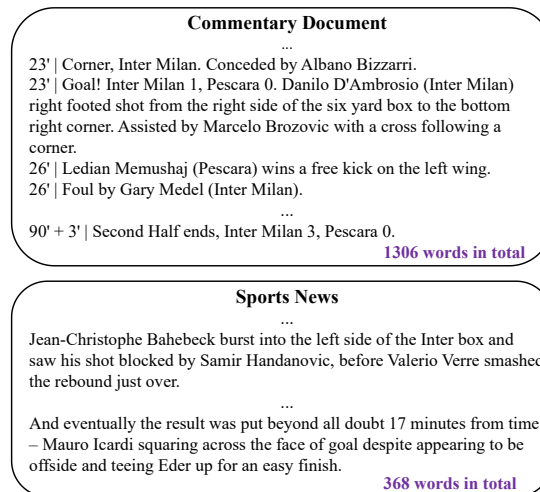 Commentary Document
...
23' | Corner, Inter Milan. Conceded by Albano Bizzarri.
23' | Goal! Inter Milan 1, Pescara 0. Danilo D'Ambrosio (Inter Milan)
right footed shot from the right side of the six yard box to the bottom
right corner. Assisted by Marcelo Brozovic with a cross following a
corner.
26' | Ledian Memushaj (Pescara) wins a free kick on the left wing.
26' | Foul by Gary Medel (Inter Milan).
...
90' + 3' | Second Half ends, Inter Milan 3, Pescara 0.
1306 words in total
Sports News
...
Jean-Christophe Bahebeck burst into the left side of the Inter box and
saw his shot blocked by Samir Handanovic, before Valerio Verre smashed
the rebound just over.
...
And eventually the result was put beyond all doubt 17 minutes from time
– Mauro Icardi squaring across the face of goal despite appearing to be
offside and teeing Eder up for an easy finish.
368 words in total